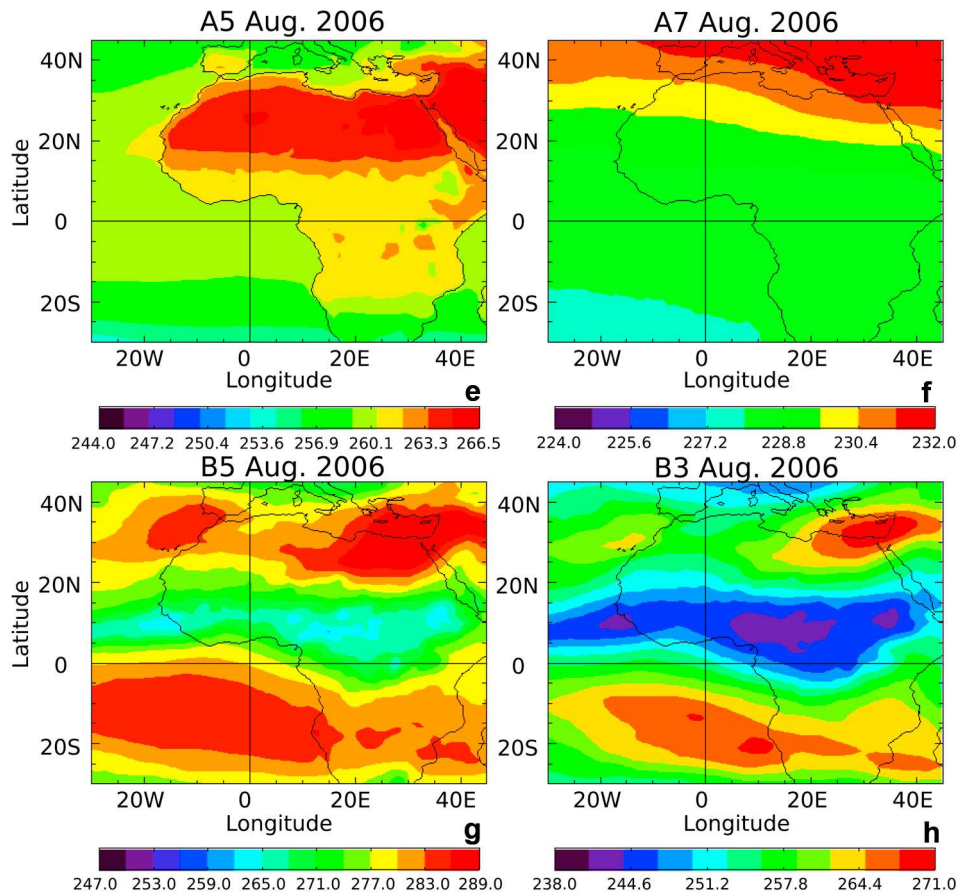 A5 Aug. 2006 A7 Aug. 2006
40N 40N
20N 20N
Latitude
0 0
20S 20S
20W 0 20E 40E 20W 0 20E 40E
Longitude e Longitude f
244.0 247.2 250.4 253.6 256.9 260.1 263.3 266.5 224.0 225.6 227.2 228.8 230.4 232.0
B5 Aug. 2006 B3 Aug. 2006
40N 40N
20N 20N
Latitude
0 0
20S 20S
20W 0 20E 40E 20W 0 20E 40E
Longitude g Longitude h
247.0 253.0 259.0 265.0 271.0 277.0 283.0 289.0 238.0 244.6 251.2 257.8 264.4 271.0